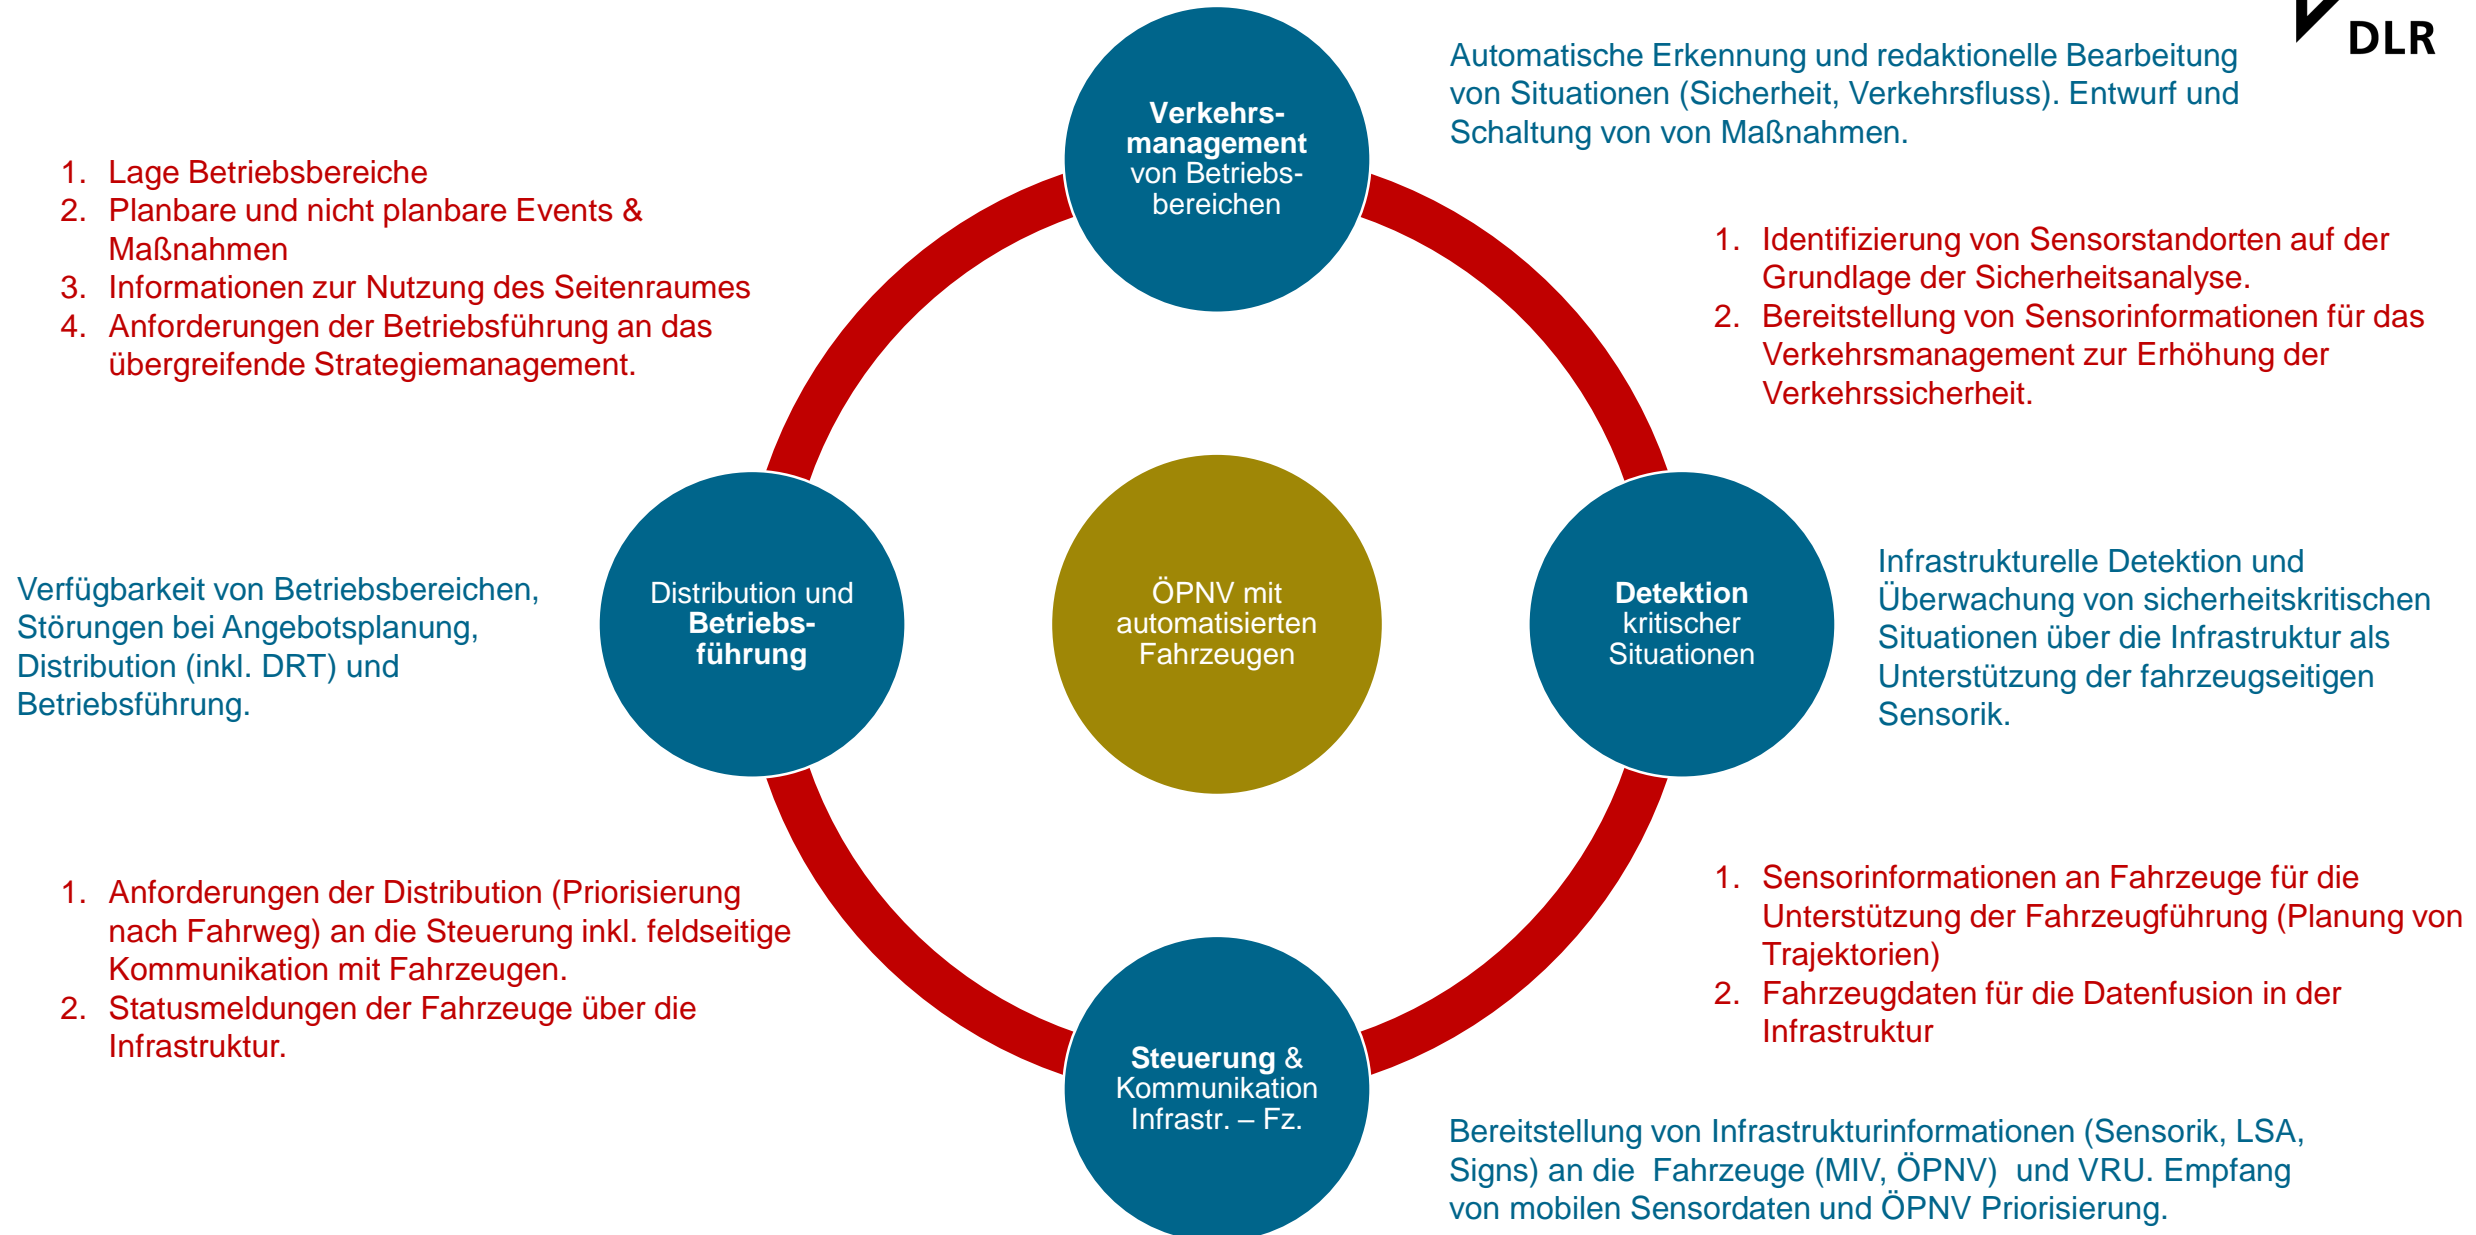 DLR
Automatische Erkennung und redaktionelle Bearbeitung
von Situationen (Sicherheit, Verkehrsfluss). Entwurf und
Schaltung von von Maßnahmen.
Verkehrs-
management
von Betriebs-
bereichen
1. Lage Betriebsbereiche
2. Planbare und nicht planbare Events &
Maßnahmen
3. Informationen zur Nutzung des Seitenraumes
4. Anforderungen der Betriebsführung an das
übergreifende Strategiemanagement.
1. Identifizierung von Sensorstandorten auf der
Grundlage der Sicherheitsanalyse.
2. Bereitstellung von Sensorinformationen für das
Verkehrsmanagement zur Erhöhung der
Verkehrssicherheit.
Verfügbarkeit von Betriebsbereichen,
Störungen bei Angebotsplanung,
Distribution (inkl. DRT) und
Betriebsführung.
Distribution und
Betriebs-
führung
ÖPNV mit
automatisierten
Fahrzeugen
Detektion
kritischer
Situationen
Infrastrukturelle Detektion und
Überwachung von sicherheitskritischen
Situationen über die Infrastruktur als
Unterstützung der fahrzeugseitigen
Sensorik.
1. Anforderungen der Distribution (Priorisierung
nach Fahrweg) an die Steuerung inkl. feldseitige
Kommunikation mit Fahrzeugen.
2. Statusmeldungen der Fahrzeuge über die
Infrastruktur.
1. Sensorinformationen an Fahrzeuge für die
Unterstützung der Fahrzeugführung (Planung von
Trajektorien)
2. Fahrzeugdaten für die Datenfusion in der
Infrastruktur
Steuerung &
Kommunikation
Infrastr. – Fz.
Bereitstellung von Infrastrukturinformationen (Sensorik, LSA,
Signs) an die Fahrzeuge (MIV, ÖPNV) und VRU. Empfang
von mobilen Sensordaten und ÖPNV Priorisierung.